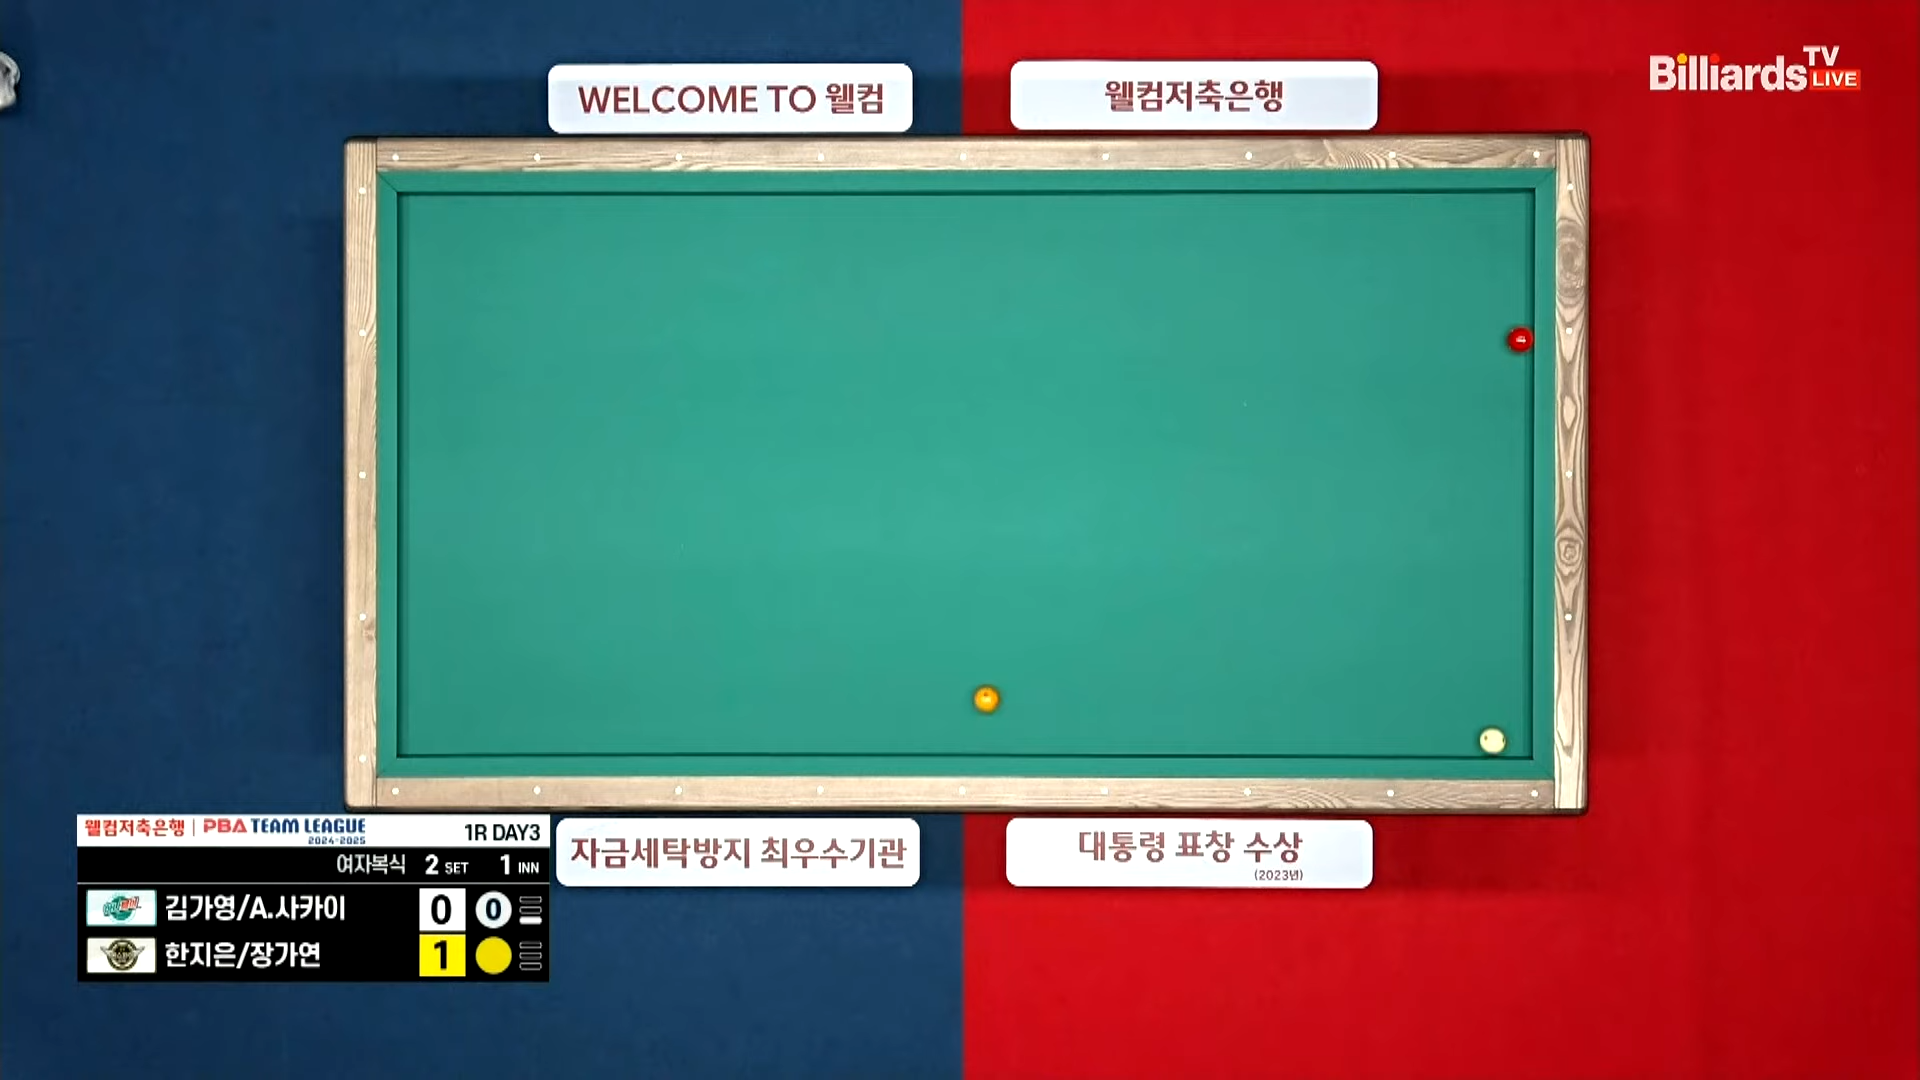 WELCOME TO 웰컴
웰컴저축은행
Billiards TV LIVE
웰컴저축은행 | PBA TEAM LEAGUE
2024-2025
1R DAY3
여자복식 2 SET 1 INN
김가영/A.사카이 0 0
한지은/장가연 1
자금세탁방지 최우수기관
대통령 표창 수상
(2023년)